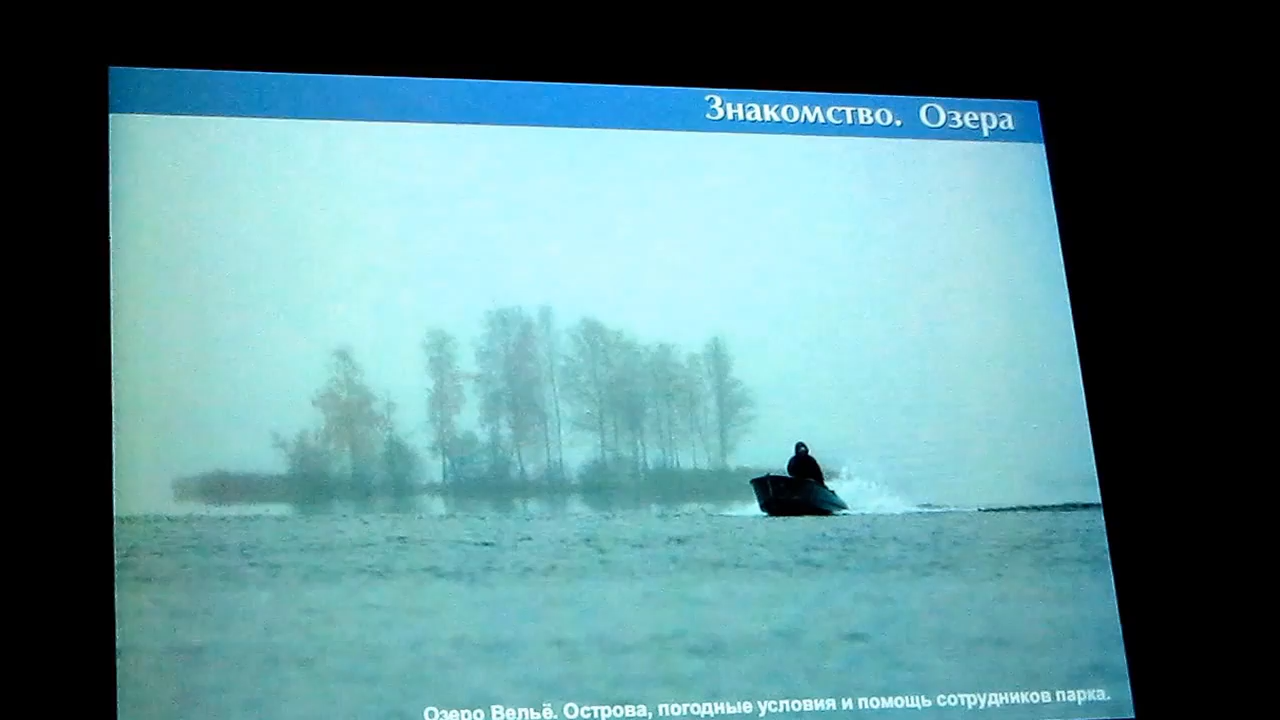 Знакомство. Озера
Озеро Вельё. Острова, погодные условия и помощь сотрудников парка.